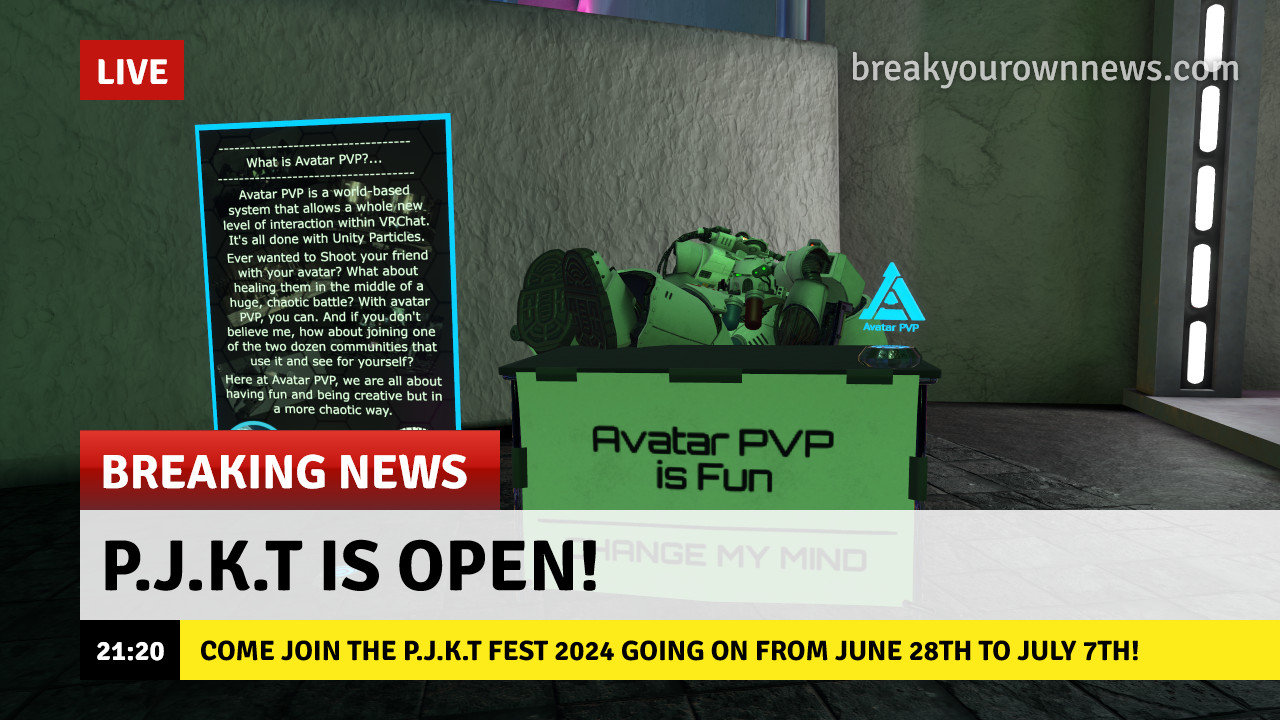 LIVE
breakyourownnews.com
------------------------------------
What is Avatar PVP?...
------------------------------------
Avatar PVP is a world-based
system that allows a whole new
level of interaction within VRChat.
It's all done with Unity Particles.
Ever wanted to Shoot your friend
with your avatar? What about
healing them in the middle of a
huge, chaotic battle? With avatar
PVP, you can. And if you don't
believe me, how about joining one
of the two dozen communities that
use it and see for yourself?
Here at Avatar PVP, we are all about
having fun and being creative but in
a more chaotic way.
Avatar PVP
Avatar PVP
is Fun
CHANGE MY MIND
BREAKING NEWS
P.J.K.T IS OPEN!
21:20
COME JOIN THE P.J.K.T FEST 2024 GOING ON FROM JUNE 28TH TO JULY 7TH!